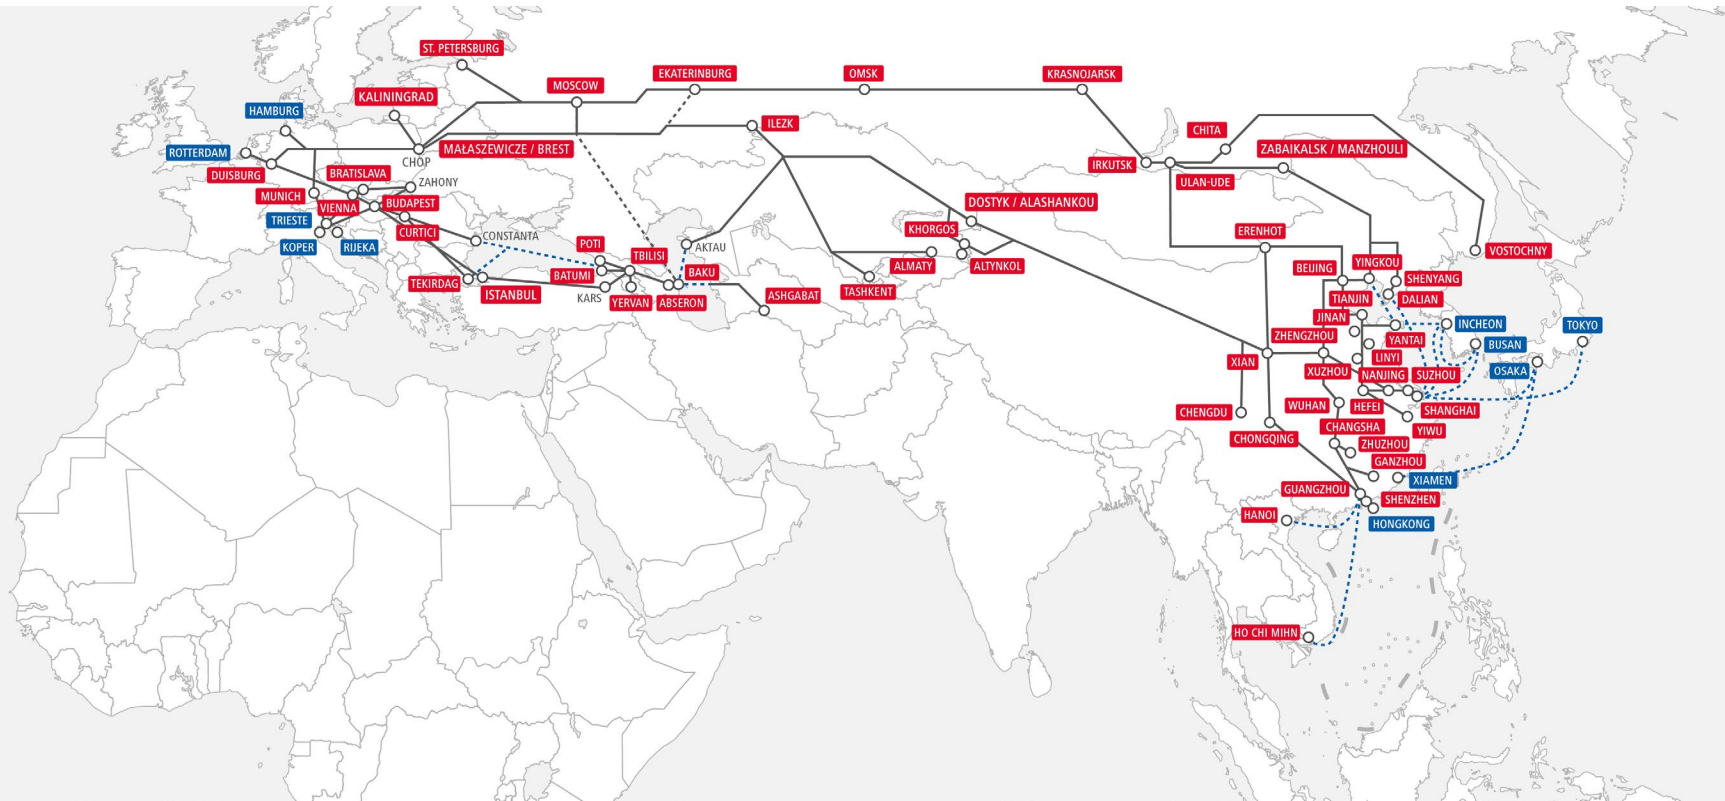 ST. PETERSBURG
MOSCOW
EKATERINBURG
OMSK
KRASNOJARSK
KALININGRAD
HAMBURG
ILEZK
CHITA
ROTTERDAM
CHOP
MAŁASZEWICZE / BREST
ZABAIKALSK / MANZHOULI
IRKUTSK
DUISBURG
BRATISLAVA
ZAHONY
ULAN-UDE
MUNICH
VIENNA
BUDAPEST
DOSTYK / ALASHANKOU
TRIESTE
CURTICI
CONSTANTA
KHORGOS
ERENHOT
KOPER
RIJEKA
POTI
TBILISI
AKTAU
VOSTOCHNY
ALMATY
ALTYNKOL
BEIJING
YINGKOU
BATUMI
BAKU
TEKIRDAG
ISTANBUL
KARS
YERVAN
ABSERON
ASHGABAT
TASHKENT
SHENYANG
TIANJIN
DALIAN
JINAN
INCHEON
TOKYO
ZHENGZHOU
YANTAI
BUSAN
XIAN
LINYI
OSAKA
XUZHOU
NANJING
SUZHOU
CHENGDU
WUHAN
HEFEI
SHANGHAI
CHONGQING
CHANGSHA
YIWU
ZHUZHOU
GANZHOU
XIAMEN
GUANGZHOU
SHENZHEN
HANOI
HONGKONG
HO CHI MIHN